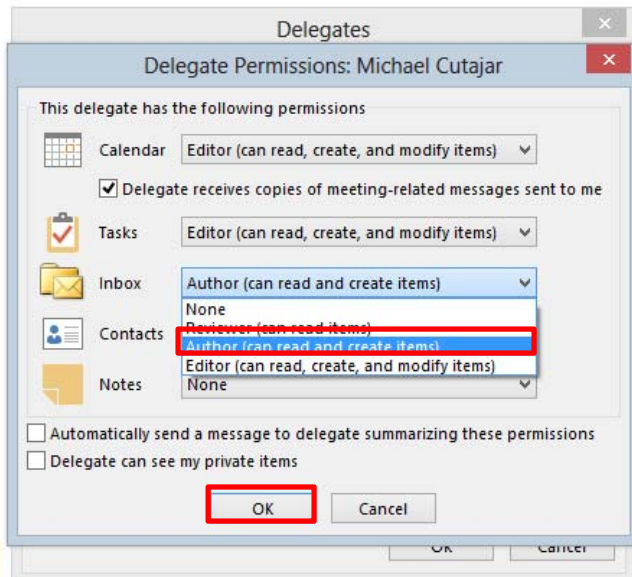 Delegates
Delegate Permissions: Michael Cutajar
This delegate has the following permissions
Calendar Editor (can read, create, and modify items)
Delegate receives copies of meeting-related messages sent to me
Tasks Editor (can read, create, and modify items)
Inbox Author (can read and create items)
None
Reviewer (can read items)
Contacts
Author (can read and create items)
Editor (can read, create, and modify items)
Notes None
Automatically send a message to delegate summarizing these permissions
Delegate can see my private items
OK Cancel
OK Cancel